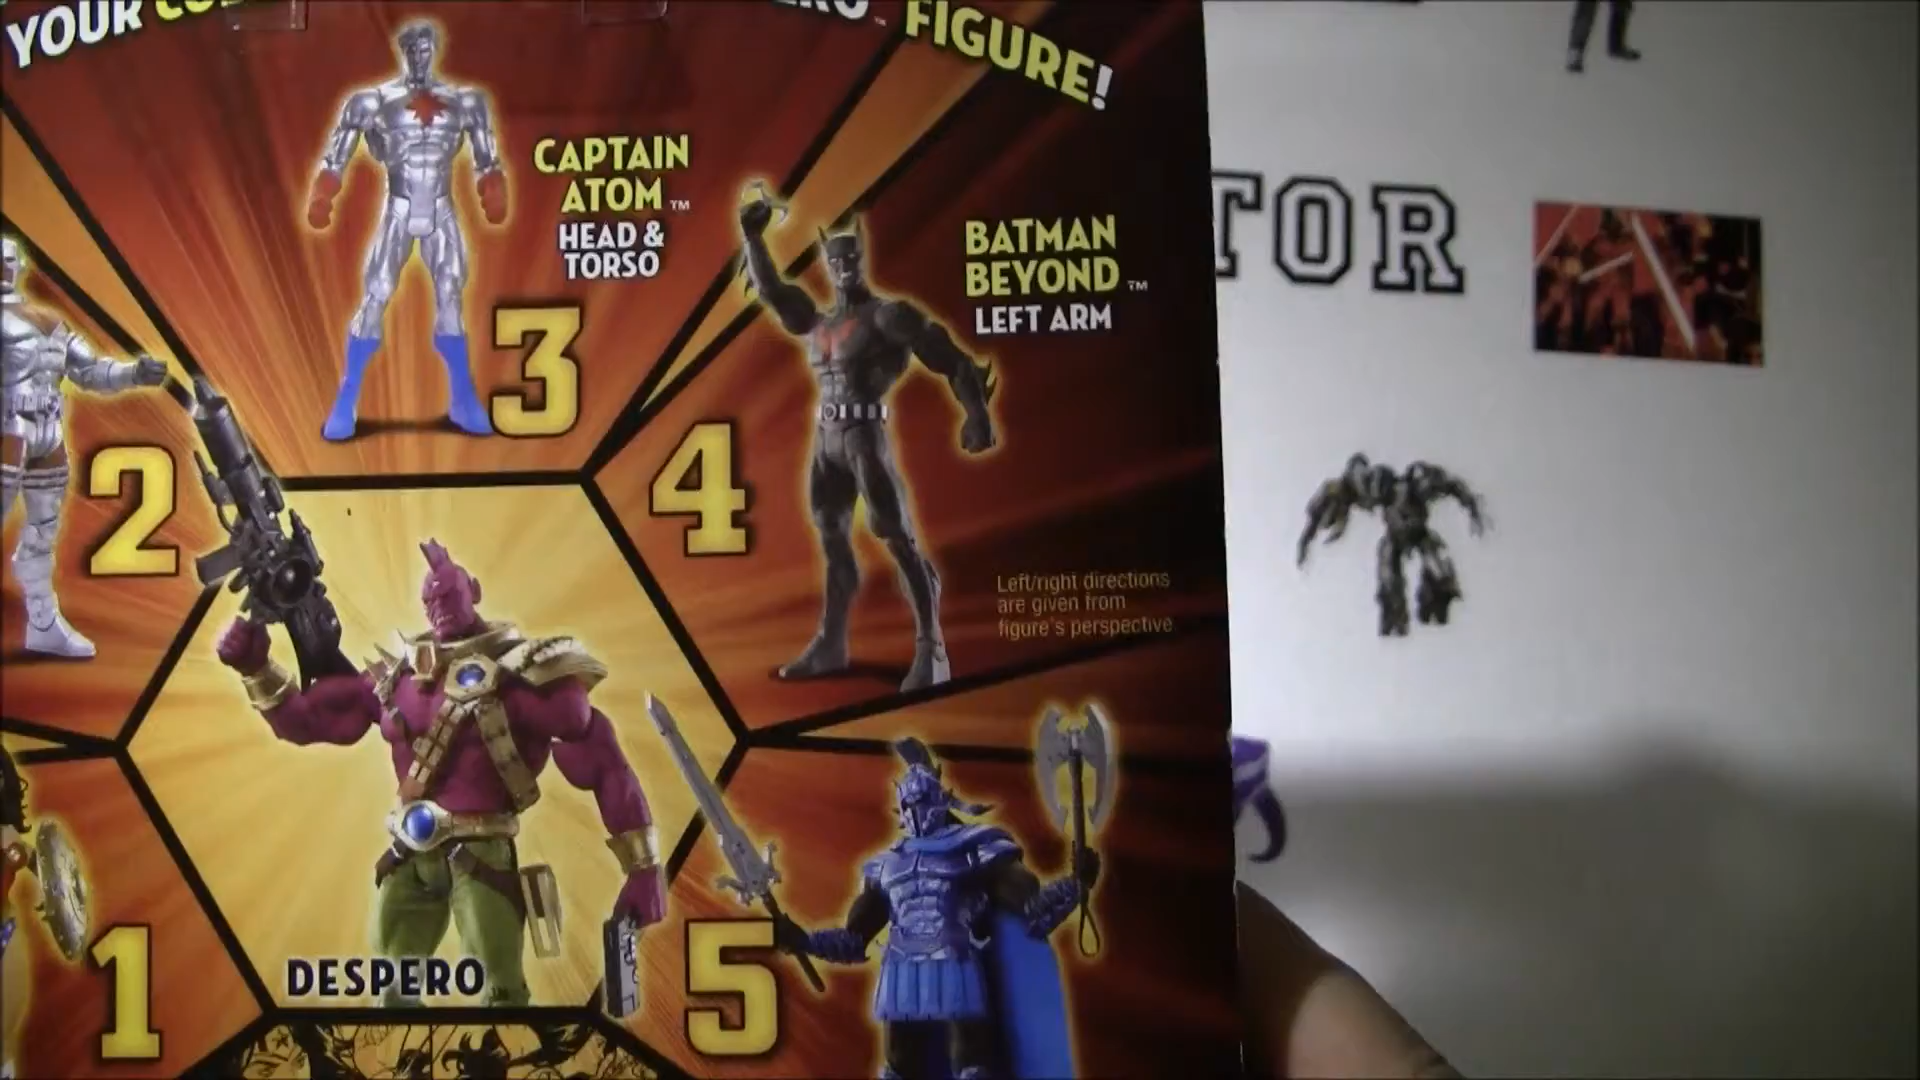 YOUR
FIGURE!
CAPTAIN
ATOM™
HEAD &
TORSO
3
BATMAN
BEYOND™
LEFT ARM
TOR
2
4
Left/right directions
are given from
figure's perspective
1
DESPERO
5